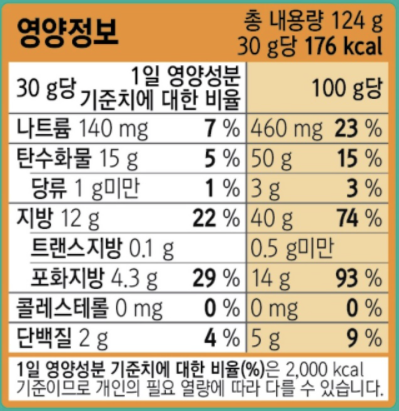 영양정보
총 내용량 124 g
30 g당 176 kcal
30 g당 1일 영양성분 기준치에 대한 비율 100 g당
나트륨 140 mg 7 % 460 mg 23 %
탄수화물 15 g 5 % 50 g 15 %
당류 1 g미만 1 % 3 g 3 %
지방 12 g 22 % 40 g 74 %
트랜스지방 0.1 g 0.5 g미만
포화지방 4.3 g 29 % 14 g 93 %
콜레스테롤 0 mg 0 % 0 mg 0 %
단백질 2 g 4 % 5 g 9 %
1일 영양성분 기준치에 대한 비율(%)은 2,000 kcal
기준이므로 개인의 필요 열량에 따라 다를 수 있습니다.